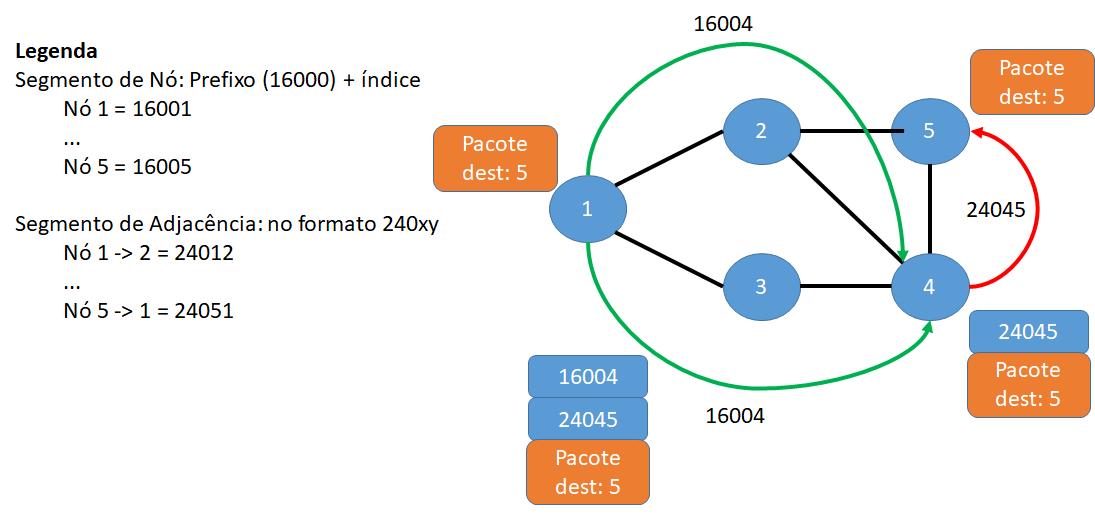 Legenda
Segmento de Nó: Prefixo (16000) + índice
Nó 1 = 16001
...
Nó 5 = 16005
Segmento de Adjacência: no formato 240xy
Nó 1 -> 2 = 24012
...
Nó 5 -> 1 = 24051
16004
Pacote
dest: 5
Pacote
dest: 5
2
5
1
24045
3
4
24045
Pacote
dest: 5
16004
24045
Pacote
dest: 5
16004